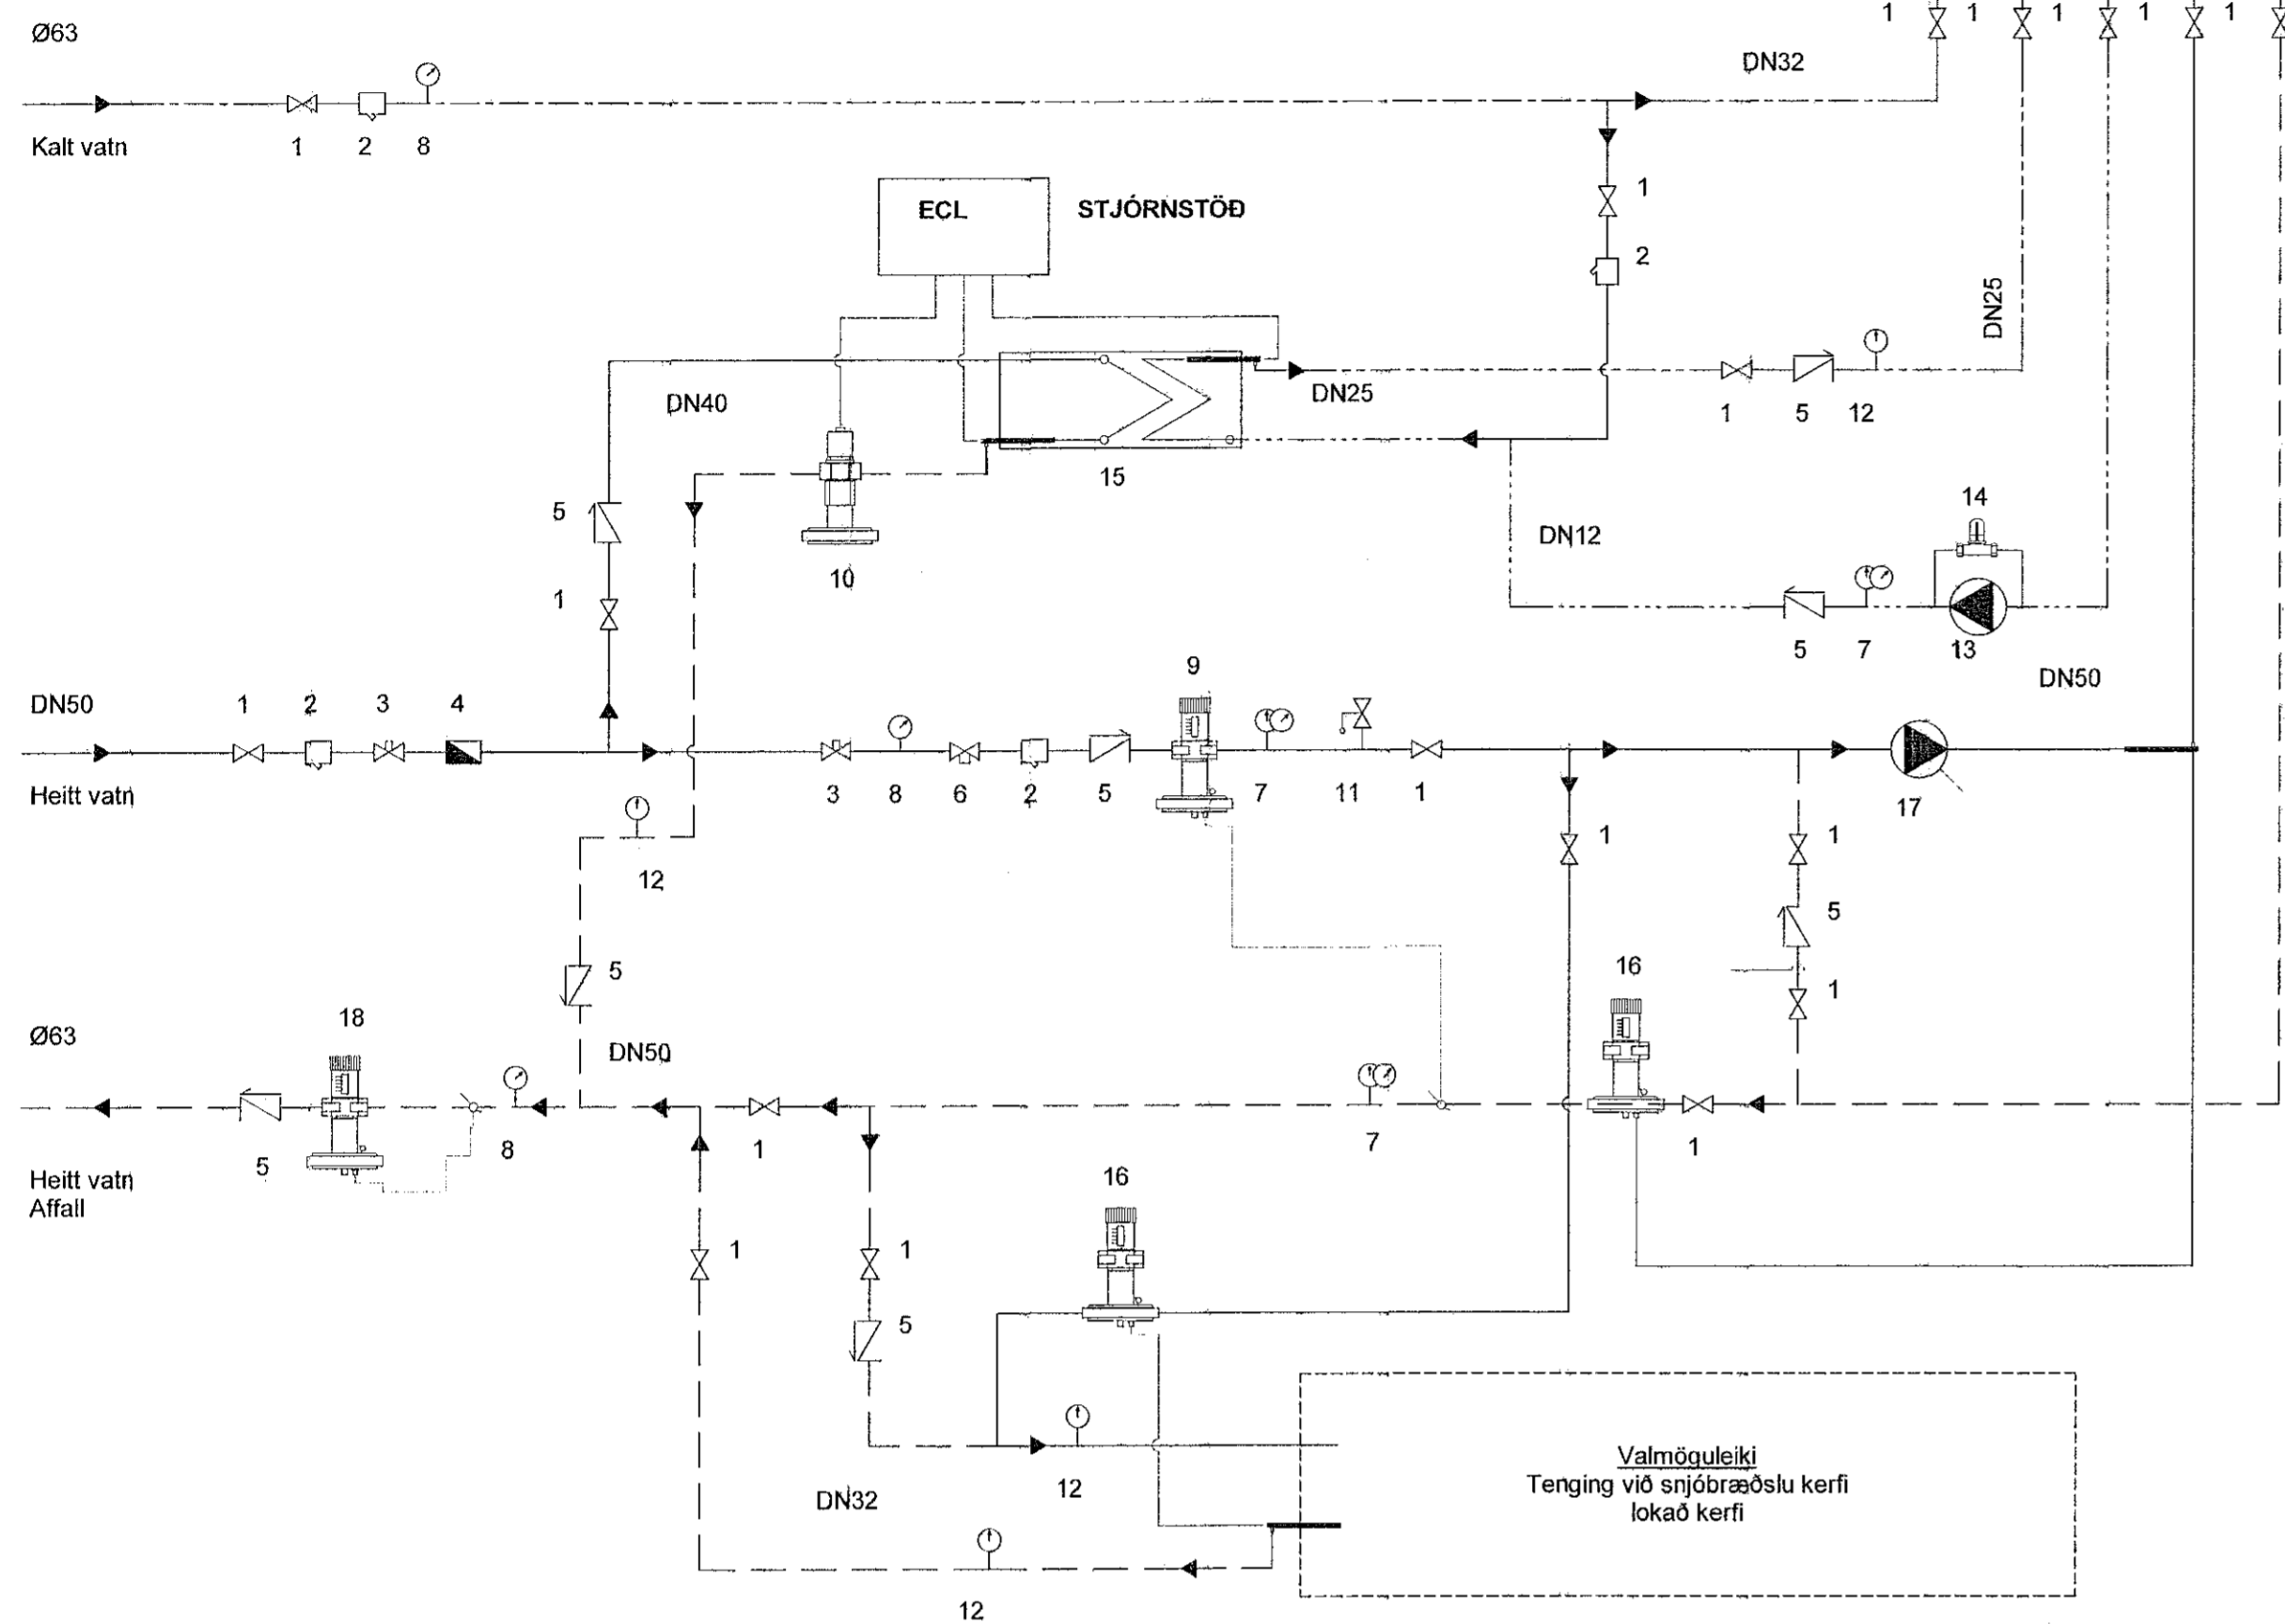 1 1 1 1 1
Ø63
DN32
Kalt vatn
1 2 8
ECL
STJÓRNSTÖÐ
1
2
DN25
DN40
DN25
1 5 12
15
14
5
DN12
10
1
5 7 13
9
DN50
DN50
1 2 3 4
Heitt vatn
3 8 6 2 5 7 11 1
17
1
1
12
5
5
16
1
18
Ø63
DN50
5
8
1
7
1
Heitt vatn
Affall
16
1
1
5
Valmöguleiki
Tenging við snjóbræðslu kerfi
lokað kerfi
12
DN32
12